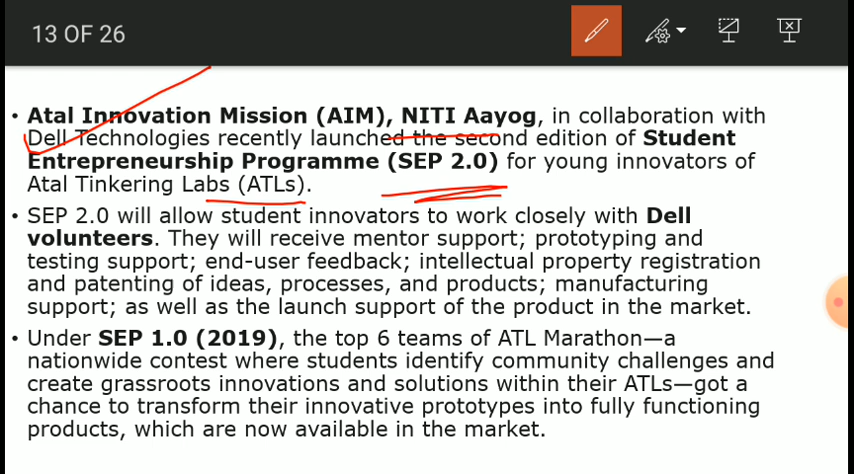 13 OF 26
• Atal Innovation Mission (AIM), NITI Aayog, in collaboration with
Dell Technologies recently launched the second edition of Student
Entrepreneurship Programme (SEP 2.0) for young innovators of
Atal Tinkering Labs (ATLs).
• SEP 2.0 will allow student innovators to work closely with Dell
volunteers. They will receive mentor support; prototyping and
testing support; end-user feedback; intellectual property registration
and patenting of ideas, processes, and products; manufacturing
support; as well as the launch support of the product in the market.
• Under SEP 1.0 (2019), the top 6 teams of ATL Marathon—a
nationwide contest where students identify community challenges and
create grassroots innovations and solutions within their ATLs—got a
chance to transform their innovative prototypes into fully functioning
products, which are now available in the market.